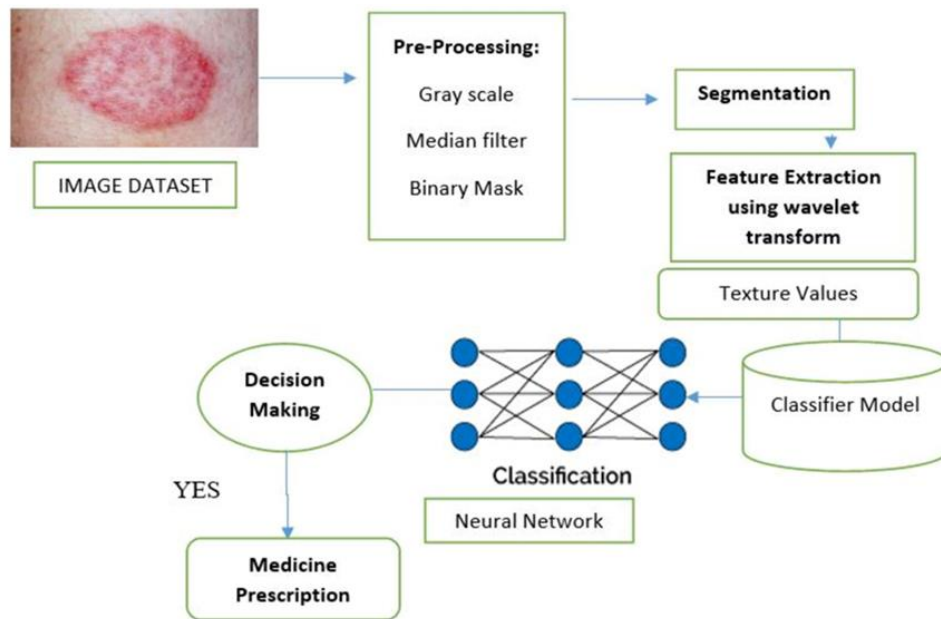 IMAGE DATASET
Pre-Processing:
Gray scale
Median filter
Binary Mask
Segmentation
Feature Extraction
using wavelet
transform
Texture Values
Classifier Model
Classification
Neural Network
Decision
Making
YES
Medicine
Prescription